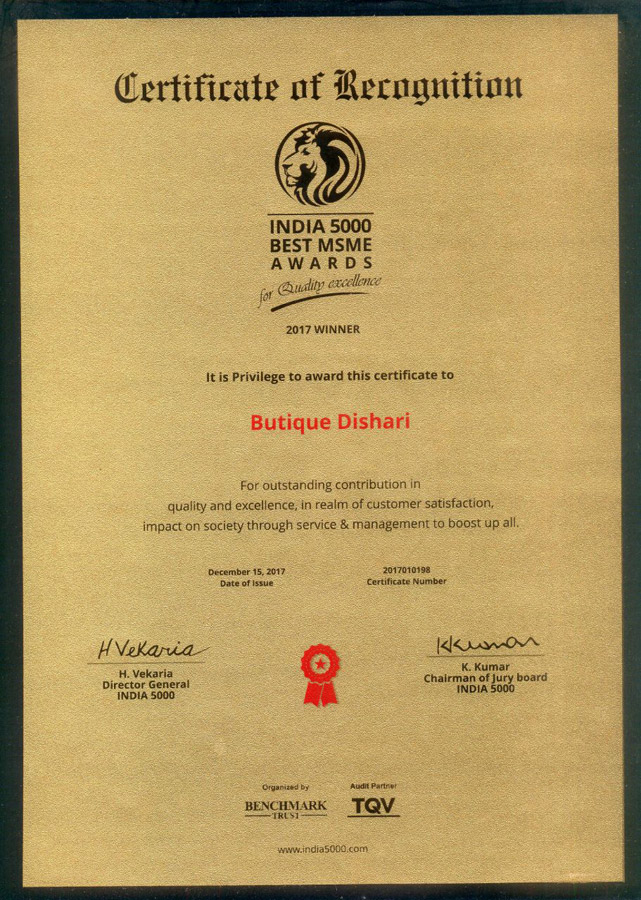 Certificate of Recognition
INDIA 5000
BEST MSME
AWARDS
for Quality excellence
2017 WINNER
It is Privilege to award this certificate to
Butique Dishari
For outstanding contribution in
quality and excellence, in realm of customer satisfaction,
impact on society through service & management to boost up all.
December 15, 2017
Date of Issue
2017010198
Certificate Number
H Vekaria
H. Vekaria
Director General
INDIA 5000
KKumar
K. Kumar
Chairman of Jury board
INDIA 5000
Organized by
BENCHMARK
TRUST
Audit Partner
TQV
www.india5000.com